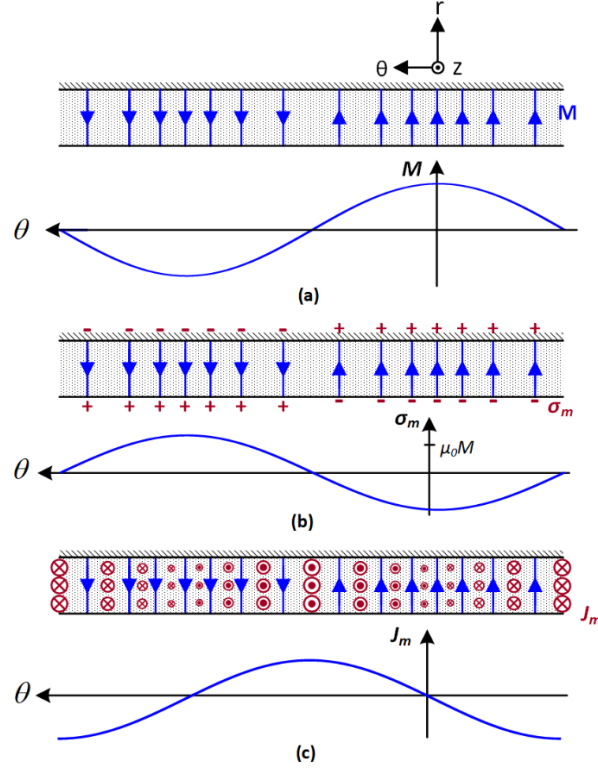 r
θ z
M
M
θ
(a)
- - - - - - - + + + + + + +
+ + + + + + + - - - - - - - σm
σm
μ₀M
θ
(b)
Jm
Jm
θ
(c)